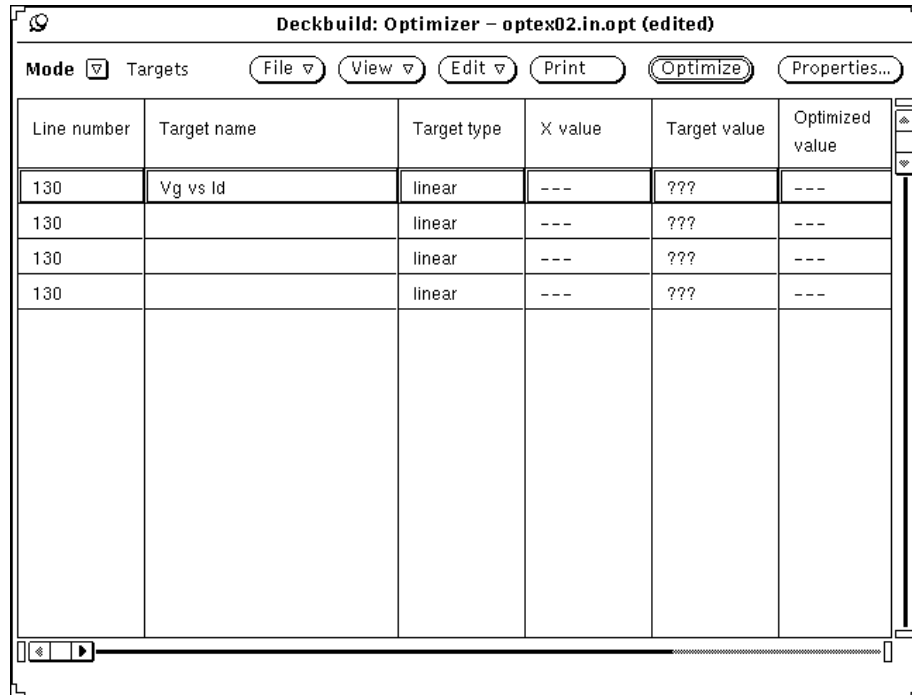 Deckbuild: Optimizer – optex02.in.opt (edited)
Mode Targets File View Edit Print Optimize Properties...
Line number Target name Target type X value Target value Optimized value
130 Vg vs Id linear --- ??? ---
130 linear --- ??? ---
130 linear --- ??? ---
130 linear --- ??? ---